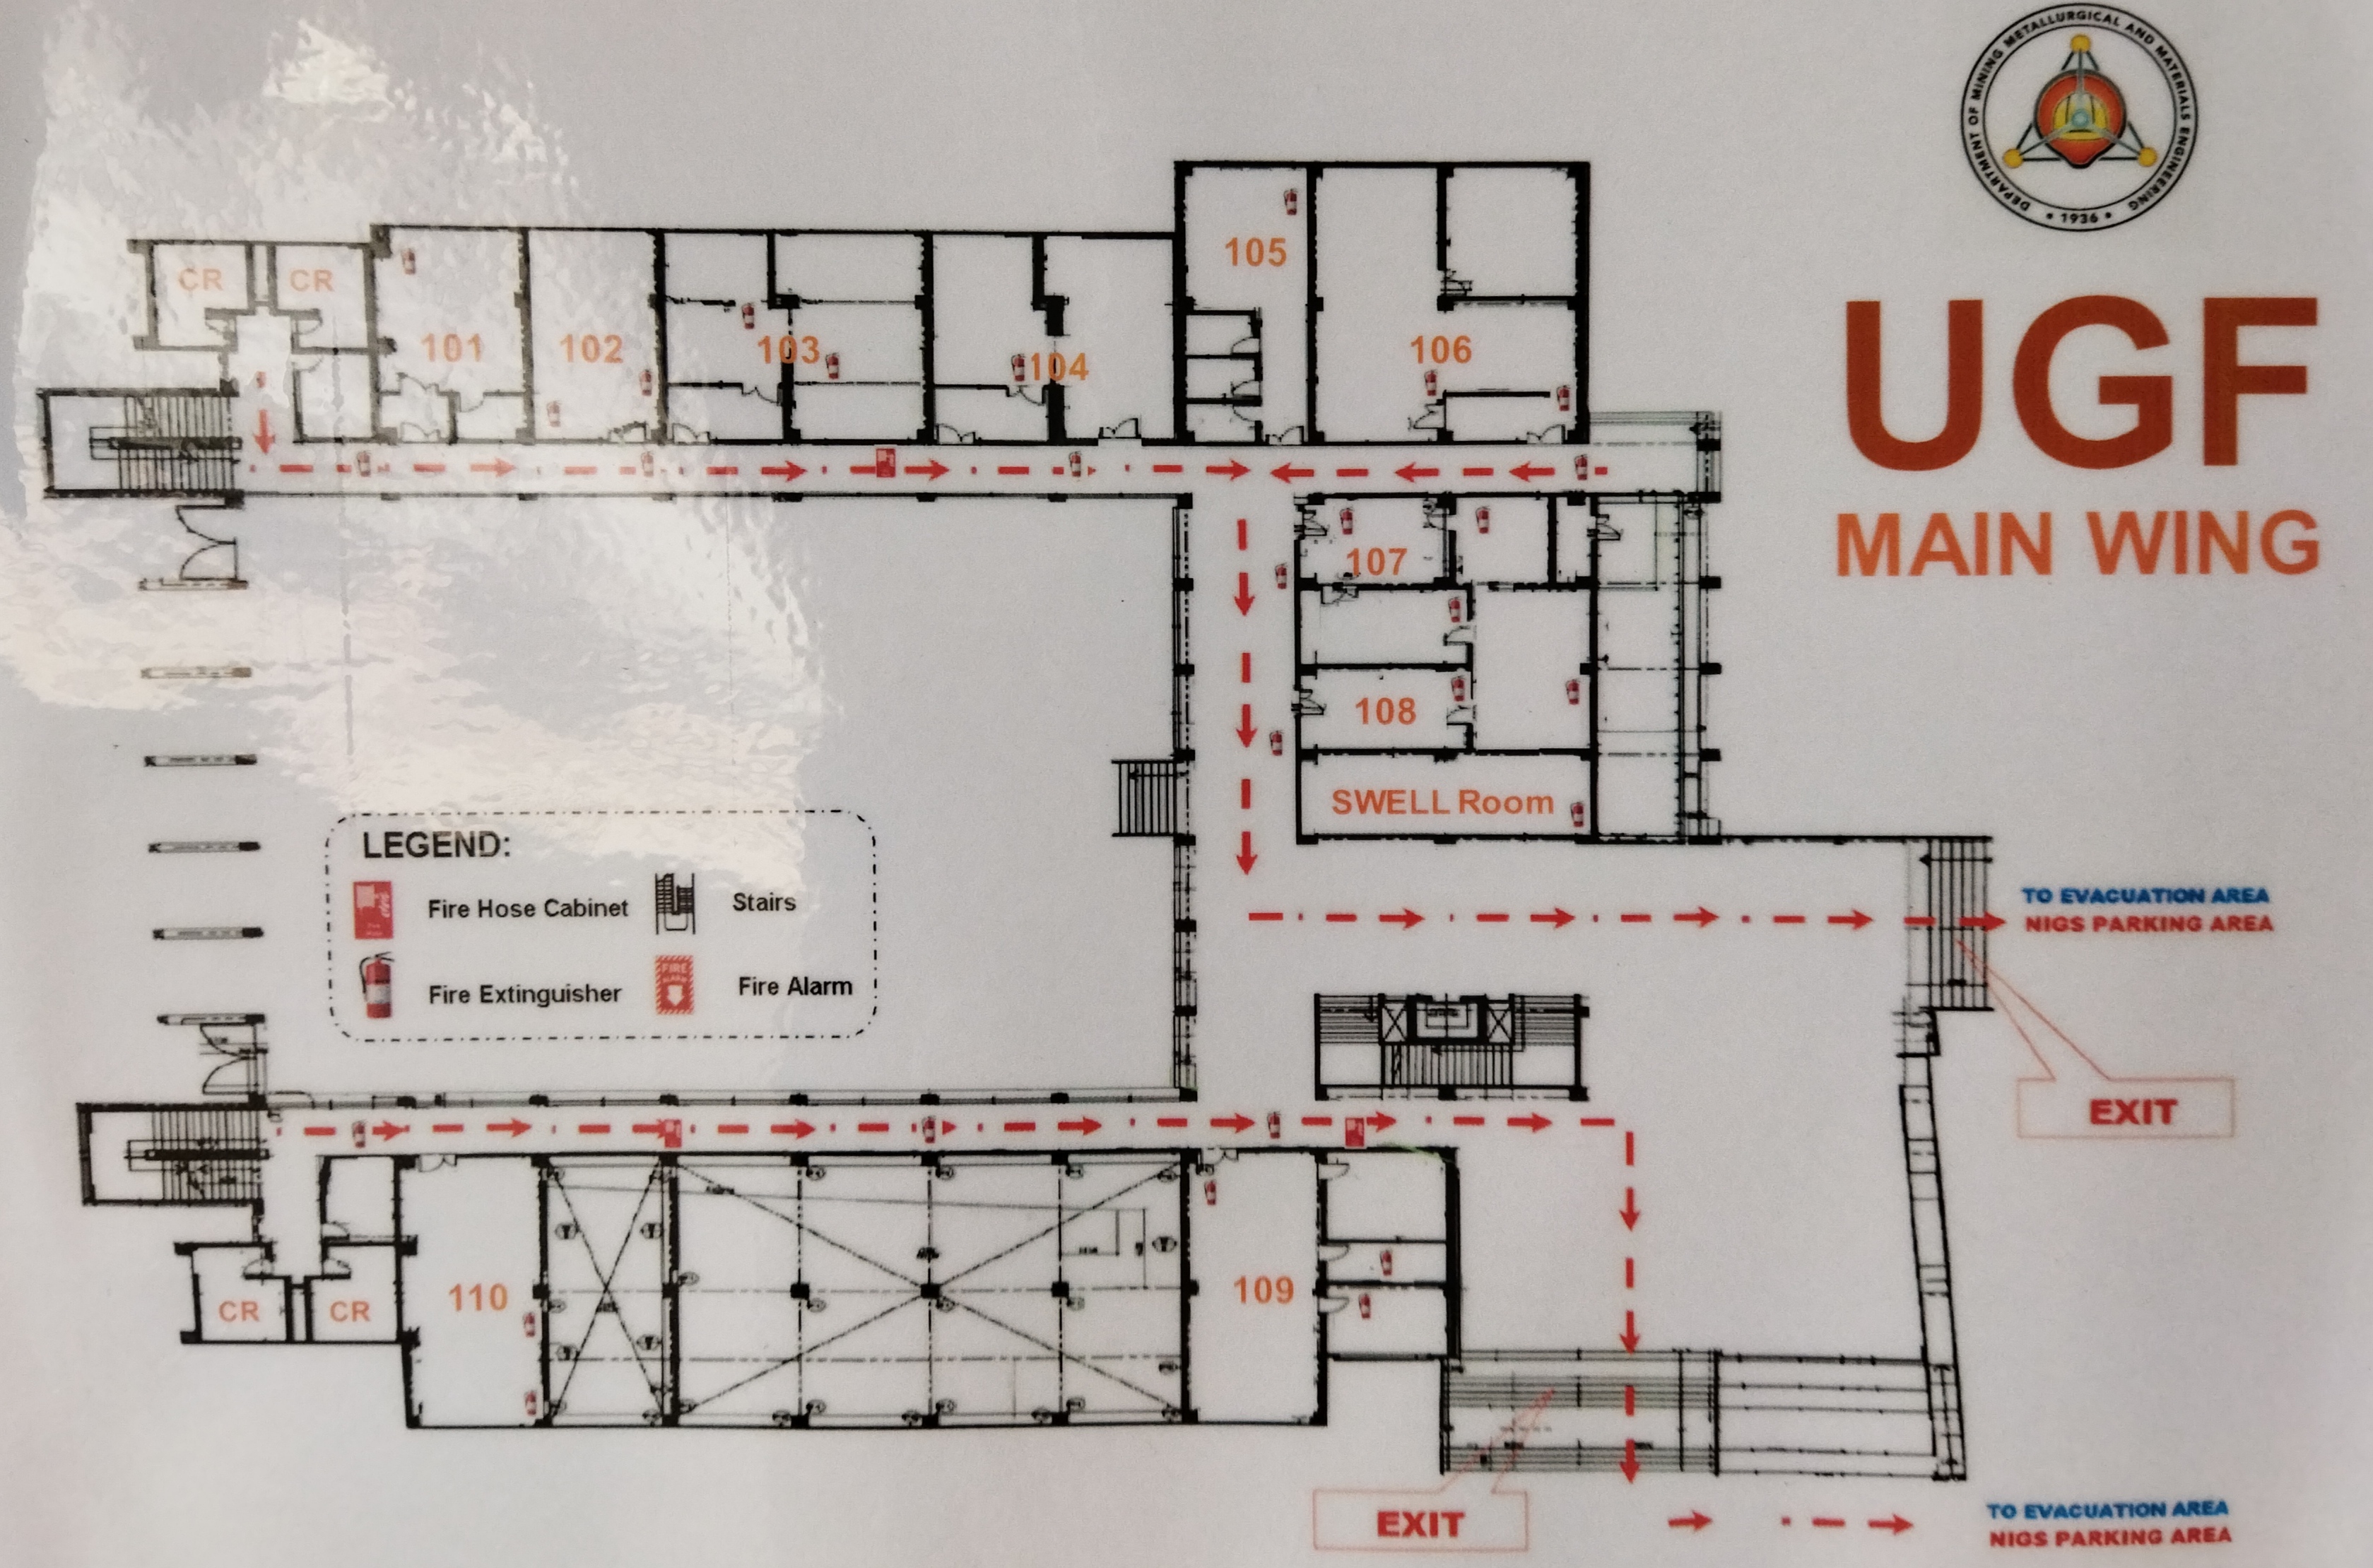 DEPARTMENT OF MINING METALLURGICAL AND MATERIALS ENGINEERING
• 1936 •
UGF
MAIN WING
CR
CR
101
102
103
104
105
106
107
108
SWELL Room
LEGEND:
Fire Hose Cabinet
Stairs
Fire Extinguisher
FIRE
Fire Alarm
TO EVACUATION AREA
NIGS PARKING AREA
EXIT
110
109
CR
CR
EXIT
TO EVACUATION AREA
NIGS PARKING AREA